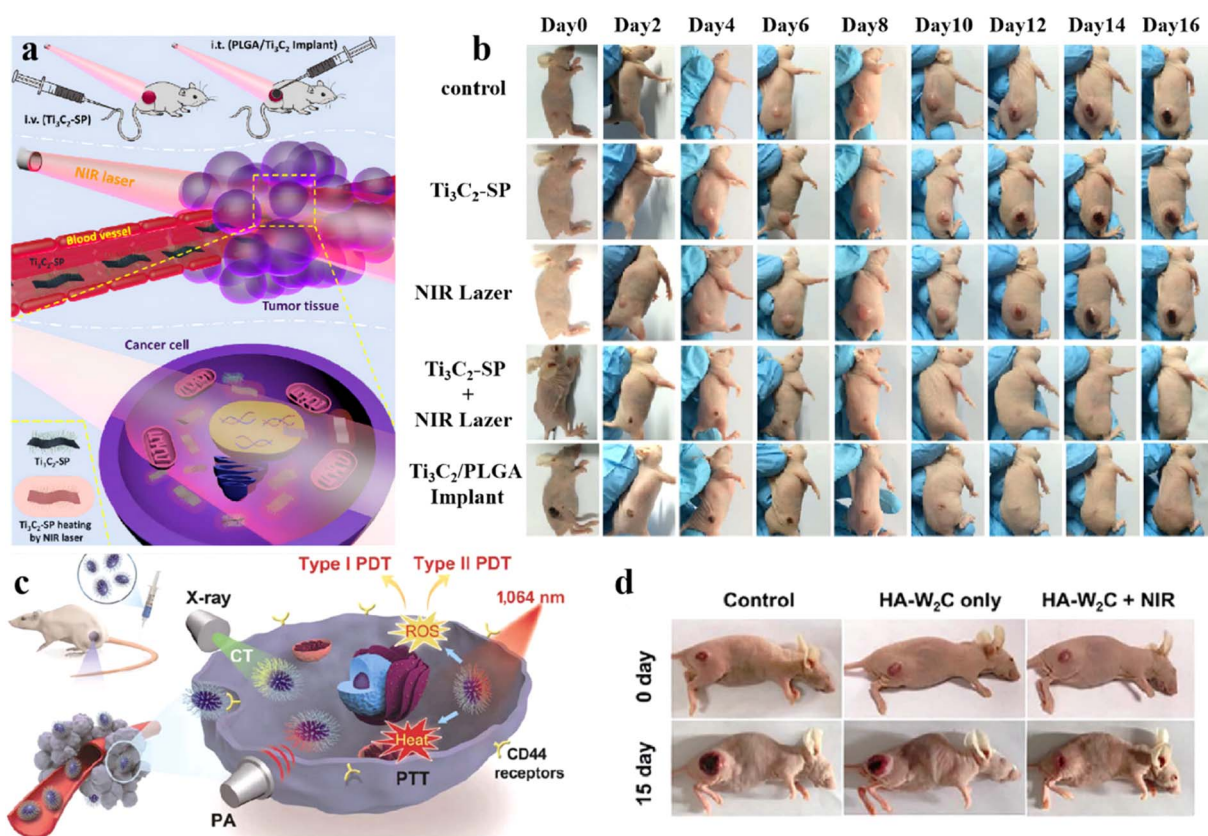 a
i.t. (PLGA/Ti₃C₂ Implant)
i.v. (Ti₃C₂-SP)
NIR laser
Blood vessel
Ti₃C₂-SP
Tumor tissue
Cancer cell
Ti₃C₂-SP
Ti₃C₂-SP heating
by NIR laser
b
Day0 Day2 Day4 Day6 Day8 Day10 Day12 Day14 Day16
control
Ti₃C₂-SP
NIR Lazer
Ti₃C₂-SP
+
NIR Lazer
Ti₃C₂/PLGA
Implant
c
Type I PDT Type II PDT
X-ray
1,064 nm
ROS
CT
Heat
CD44
receptors
PTT
PA
d
Control HA-W₂C only HA-W₂C + NIR
0 day
15 day